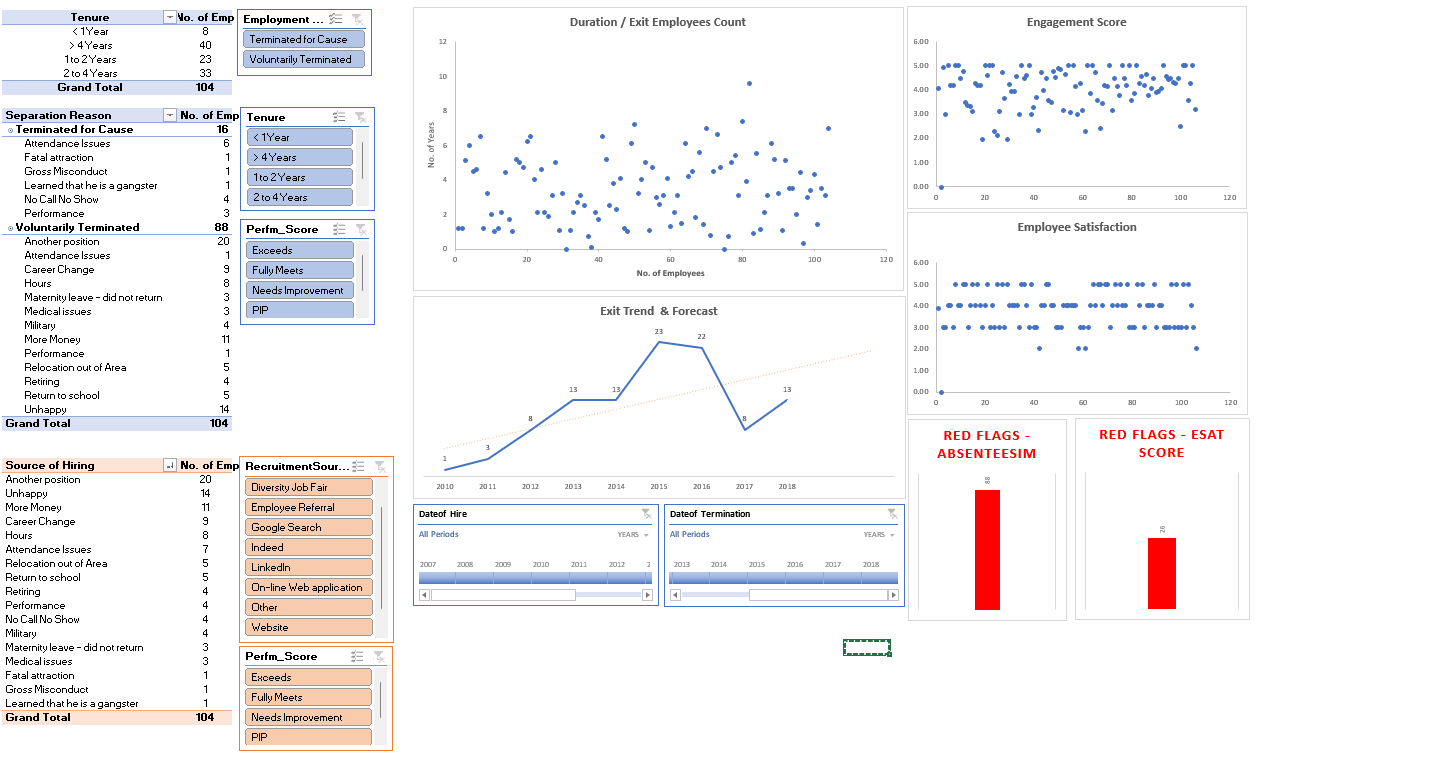 Tenure No. of Emp
< 1 Year 8
> 4 Years 40
1 to 2 Years 23
2 to 4 Years 33
Grand Total 104
Employment ...
Terminated for Cause
Voluntarily Terminated
Separation Reason No. of Emp
Terminated for Cause 16
Attendance Issues 6
Fatal attraction 1
Gross Misconduct 1
Learned that he is a gangster 1
No Call No Show 4
Performance 3
Voluntarily Terminated 88
Another position 20
Attendance Issues 1
Career Change 9
Hours 8
Maternity leave - did not return 3
Medical issues 3
Military 4
More Money 11
Performance 1
Relocation out of Area 5
Retiring 4
Return to school 5
Unhappy 14
Grand Total 104
Tenure
< 1 Year
> 4 Years
1 to 2 Years
2 to 4 Years
Perfm_Score
Exceeds
Fully Meets
Needs Improvement
PIP
Source of Hiring No. of Emp
Another position 20
Unhappy 14
More Money 11
Career Change 9
Hours 8
Attendance Issues 7
Relocation out of Area 5
Return to school 5
Retiring 4
Performance 4
No Call No Show 4
Military 4
Maternity leave - did not return 3
Medical issues 3
Fatal attraction 1
Gross Misconduct 1
Learned that he is a gangster 1
Grand Total 104
RecruitmentSour...
Diversity Job Fair
Employee Referral
Google Search
Indeed
LinkedIn
On-line Web application
Other
Website
Perfm_Score
Exceeds
Fully Meets
Needs Improvement
PIP
Duration / Exit Employees Count
12
10
8
6
4
2
0
No. of Years
0 20 40 60 80 100 120
No. of Employees
Exit Trend & Forecast
1 3 8 13 13 23 22 8 13
2010 2011 2012 2013 2014 2015 2016 2017 2018
Dateof Hire
All Periods YEARS
2007 2008 2009 2010 2011 2012 2
Dateof Termination
All Periods YEARS
2013 2014 2015 2016 2017 2018
Engagement Score
6.00
5.00
4.00
3.00
2.00
1.00
0.00
0 20 40 60 80 100 120
Employee Satisfaction
6.00
5.00
4.00
3.00
2.00
1.00
0.00
0 20 40 60 80 100 120
RED FLAGS -
ABSENTEESIM
88
RED FLAGS - ESAT
SCORE
26